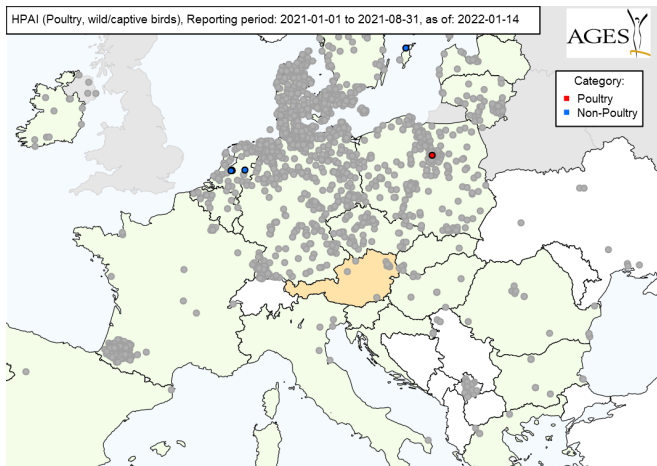 HPAI (Poultry, wild/captive birds), Reporting period: 2021-01-01 to 2021-08-31, as of: 2022-01-14
AGES
Category:
Poultry
Non-Poultry